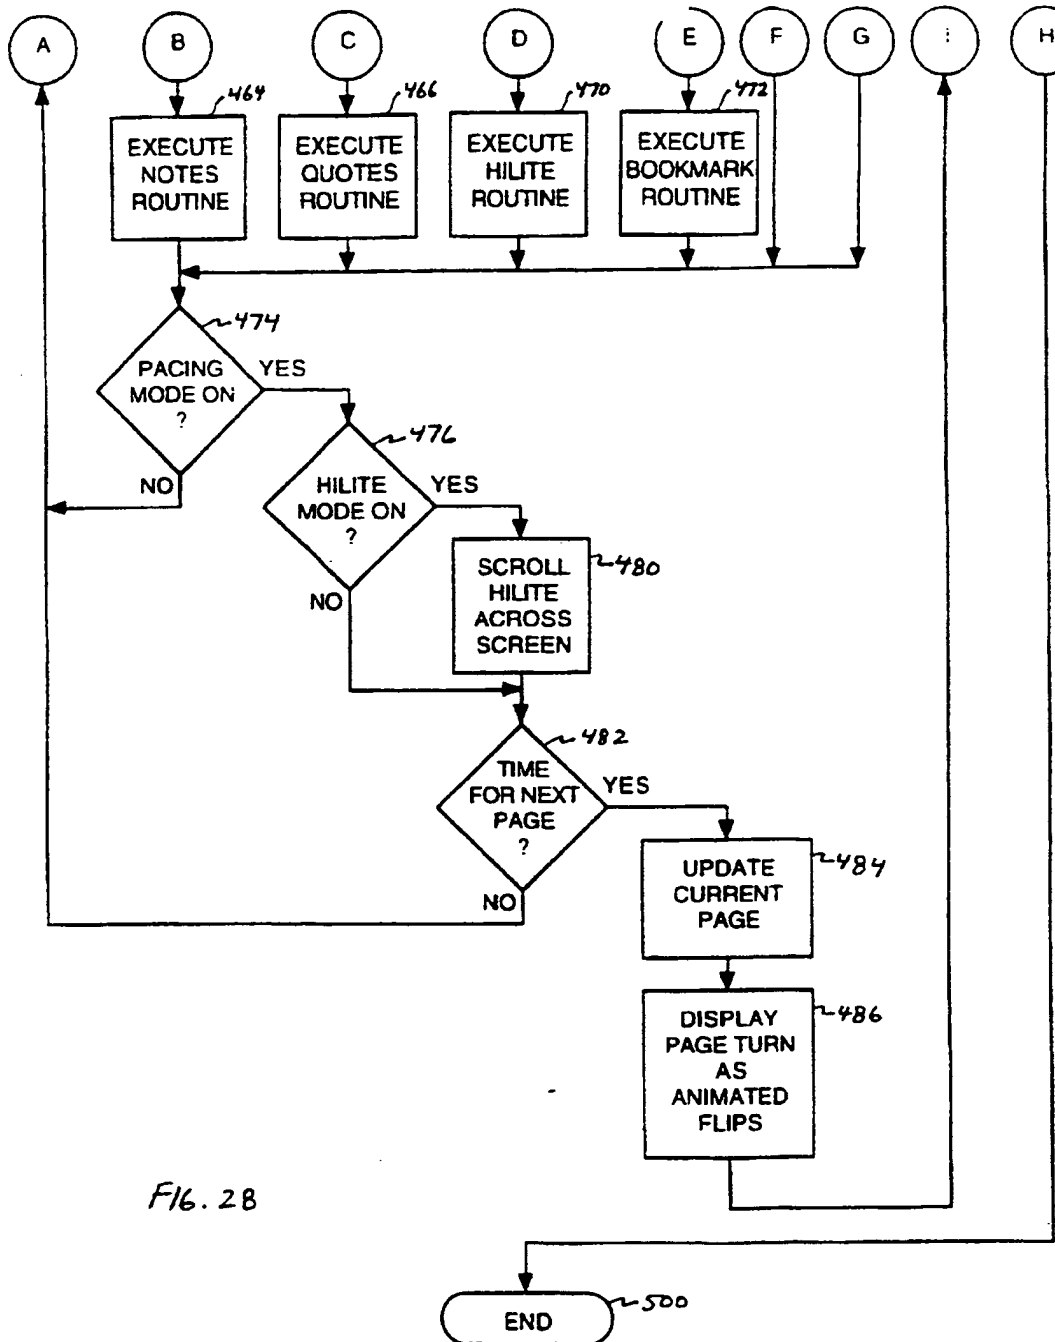 A
B
C
D
E
F
G
I
H
464
466
470
472
EXECUTE
NOTES
ROUTINE
EXECUTE
QUOTES
ROUTINE
EXECUTE
HILITE
ROUTINE
EXECUTE
BOOKMARK
ROUTINE
474
PACING
MODE ON
?
YES
NO
476
HILITE
MODE ON
?
YES
NO
480
SCROLL
HILITE
ACROSS
SCREEN
482
TIME
FOR NEXT
PAGE
?
YES
NO
484
UPDATE
CURRENT
PAGE
486
DISPLAY
PAGE TURN
AS
ANIMATED
FLIPS
FIG. 28
END
500